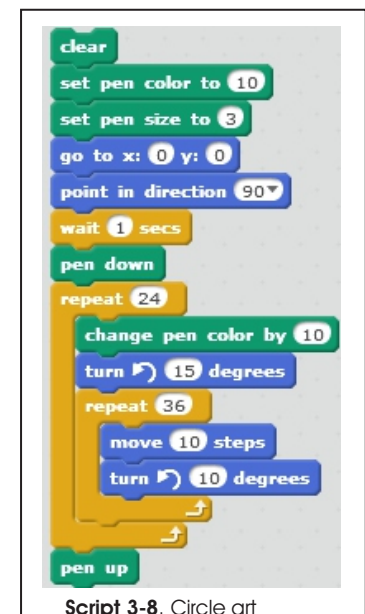 clear
set pen color to 10
set pen size to 3
go to x: 0 y: 0
point in direction 90
wait 1 secs
pen down
repeat 24
change pen color by 10
turn 15 degrees
repeat 36
move 10 steps
turn 10 degrees
pen up
Script 3-8. Circle art